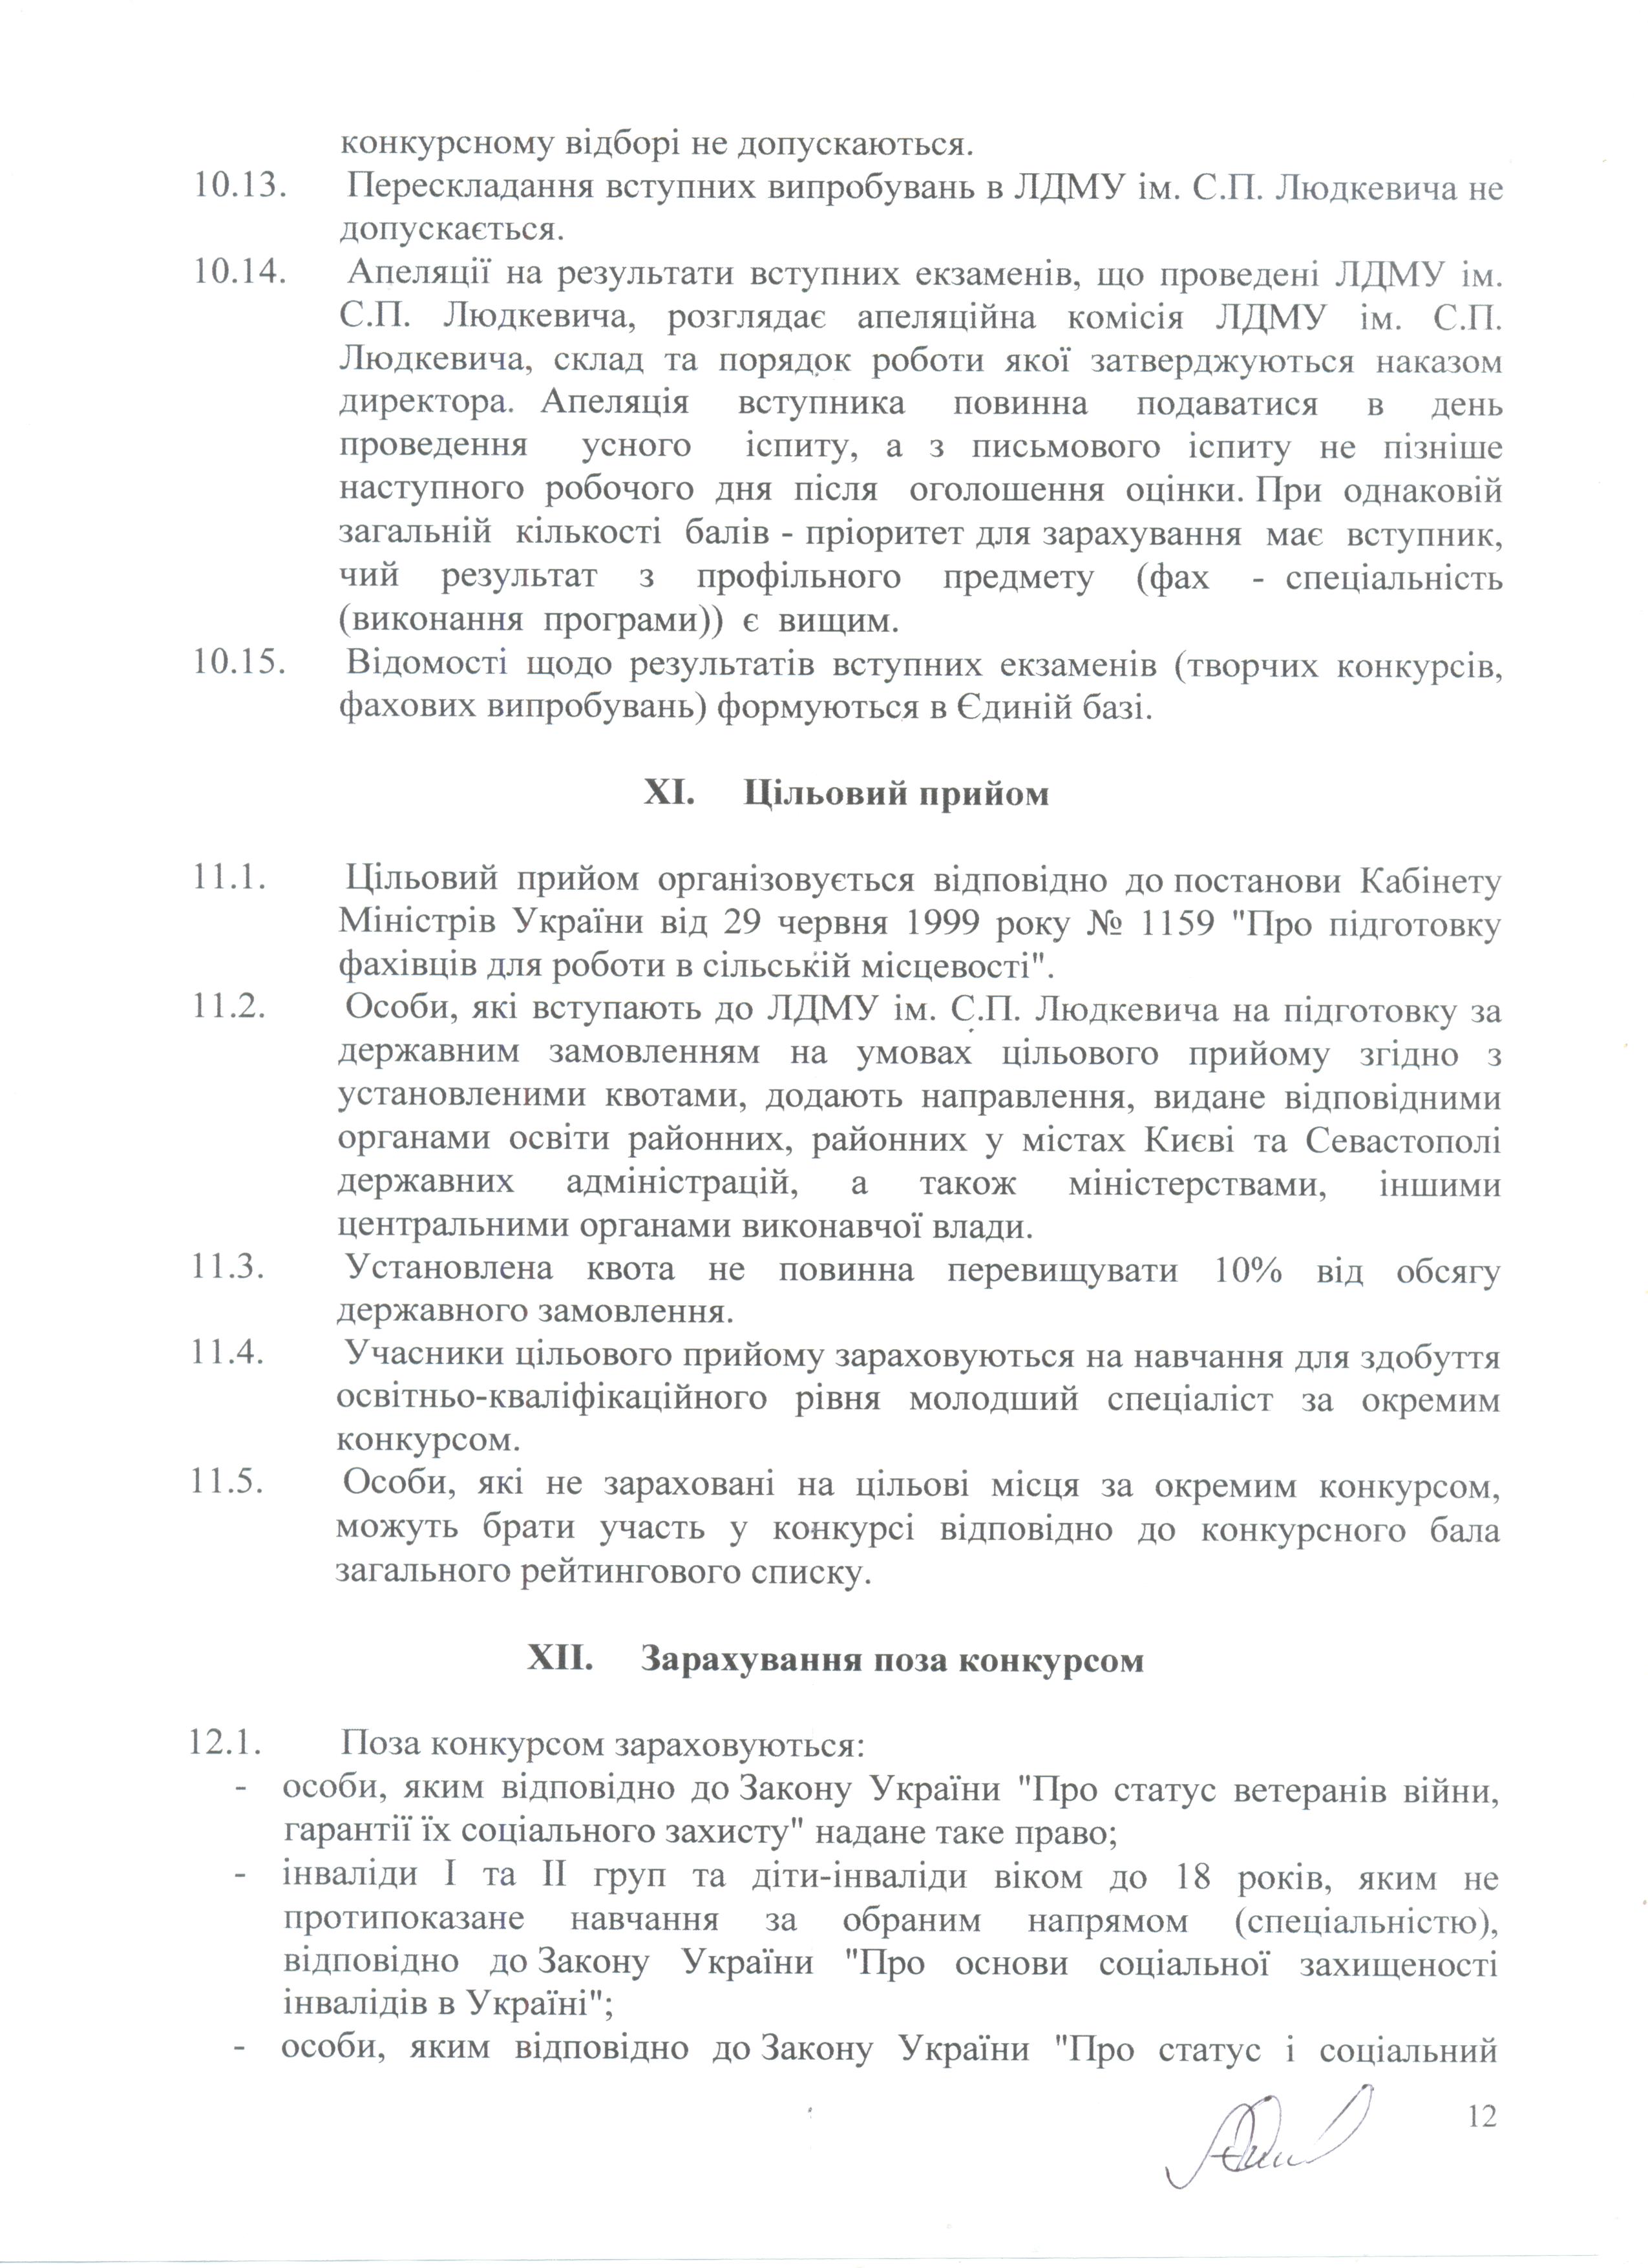 конкурсному відборі не допускаються.
10.13. Перескладання вступних випробувань в ЛДМУ ім. С.П. Людкевича не
допускається.
10.14. Апеляції на результати вступних екзаменів, що проведені ЛДМУ ім.
С.П. Людкевича, розглядає апеляційна комісія ЛДМУ ім. С.П.
Людкевича, склад та порядок роботи якої затверджуються наказом
директора. Апеляція вступника повинна подаватися в день
проведення усного іспиту, а з письмового іспиту не пізніше
наступного робочого дня після оголошення оцінки. При однаковій
загальній кількості балів - пріоритет для зарахування має вступник,
чий результат з профільного предмету (фах - спеціальність
(виконання програми)) є вищим.
10.15. Відомості щодо результатів вступних екзаменів (творчих конкурсів,
фахових випробувань) формуються в Єдиній базі.
XI. Цільовий прийом
11.1. Цільовий прийом організовується відповідно до постанови Кабінету
Міністрів України від 29 червня 1999 року № 1159 "Про підготовку
фахівців для роботи в сільській місцевості".
11.2. Особи, які вступають до ЛДМУ ім. С.П. Людкевича на підготовку за
державним замовленням на умовах цільового прийому згідно з
установленими квотами, додають направлення, видане відповідними
органами освіти районних, районних у містах Києві та Севастополі
державних адміністрацій, а також міністерствами, іншими
центральними органами виконавчої влади.
11.3. Установлена квота не повинна перевищувати 10% від обсягу
державного замовлення.
11.4. Учасники цільового прийому зараховуються на навчання для здобуття
освітньо-кваліфікаційного рівня молодший спеціаліст за окремим
конкурсом.
11.5. Особи, які не зараховані на цільові місця за окремим конкурсом,
можуть брати участь у конкурсі відповідно до конкурсного бала
загального рейтингового списку.
XII. Зарахування поза конкурсом
12.1. Поза конкурсом зараховуються:
- особи, яким відповідно до Закону України "Про статус ветеранів війни,
гарантії їх соціального захисту" надане таке право;
- інваліди I та II груп та діти-інваліди віком до 18 років, яким не
протипоказане навчання за обраним напрямом (спеціальністю),
відповідно до Закону України "Про основи соціальної захищеності
інвалідів в Україні";
- особи, яким відповідно до Закону України "Про статус і соціальний
12